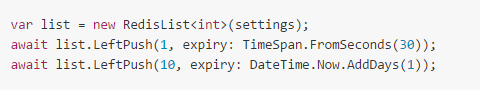 var list = new RedisList<int>(settings);
await list.LeftPush(1, expiry: TimeSpan.FromSeconds(30));
await list.LeftPush(10, expiry: DateTime.Now.AddDays(1));